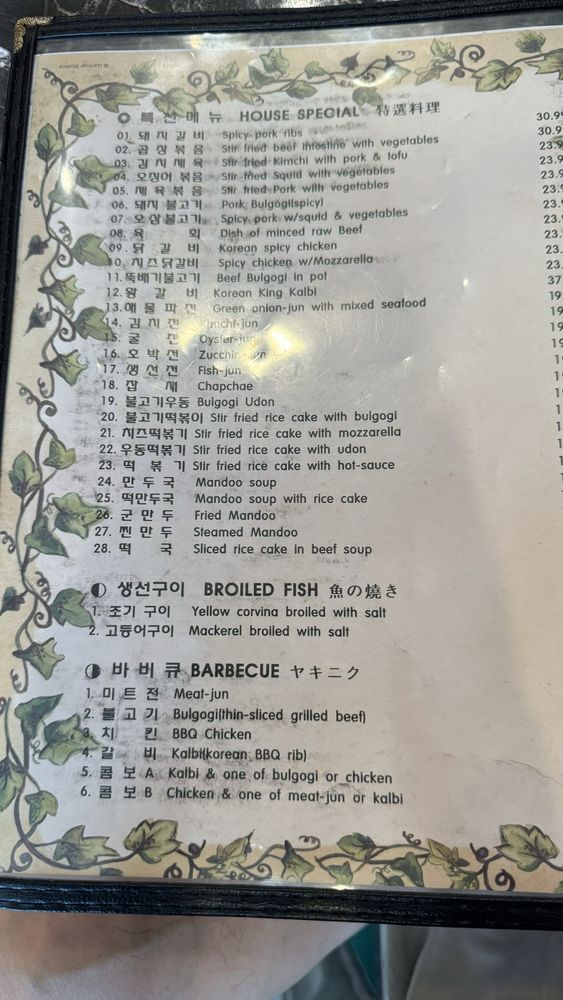 © Gartner Studios
특선메뉴 HOUSE SPECIAL 特選料理
01. 돼지갈비 Spicy pork ribs 30.9
02. 곱창볶음 Stir fried beef intestine with vegetables 30.9
03. 김치제육 Stir fried Kimchi with pork & tofu 23.9
04. 오징어 볶음 Stir fried Squid with vegetables 23.9
05. 제육볶음 Stir fried Pork with vegetables 23.9
06. 돼지불고기 Pork Bulgogi(spicy) 23.9
07. 오삼불고기 Spicy pork w/squid & vegetables
08. 육 회 Dish of minced raw Beef
09. 닭 갈 비 Korean spicy chicken
10. 치즈닭갈비 Spicy chicken w/Mozzarella
11. 뚝배기불고기 Beef Bulgogi in pot
12. 왕 갈 비 Korean King Kalbi 37
13. 해물파전 Green onion-jun with mixed seafood 19
14. 김치전 Kimchi-jun
15. 굴 전 Oyster-jun
16. 호박전 Zucchini-jun
17. 생선전 Fish-jun
18. 잡 채 Chapchae
19. 불고기우동 Bulgogi Udon
20. 불고기떡볶이 Stir fried rice cake with bulgogi
21. 치즈떡볶기 Stir fried rice cake with mozzarella
22. 우동떡볶기 Stir fried rice cake with udon
23. 떡 볶 기 Stir fried rice cake with hot-sauce
24. 만두국 Mandoo soup
25. 떡만두국 Mandoo soup with rice cake
26. 군만두 Fried Mandoo
27. 찐만두 Steamed Mandoo
28. 떡 국 Sliced rice cake in beef soup
생선구이 BROILED FISH 魚の燒き
1. 조기 구이 Yellow corvina broiled with salt
2. 고등어구이 Mackerel broiled with salt
바비큐 BARBECUE ヤキニク
1. 미트전 Meat-jun
2. 불고기 Bulgogi(thin-sliced grilled beef)
3. 치 킨 BBQ Chicken
4. 갈 비 Kalbi(korean BBQ rib)
5. 콤보 A Kalbi & one of bulgogi or chicken
6. 콤보 B Chicken & one of meat-jun or kalbi